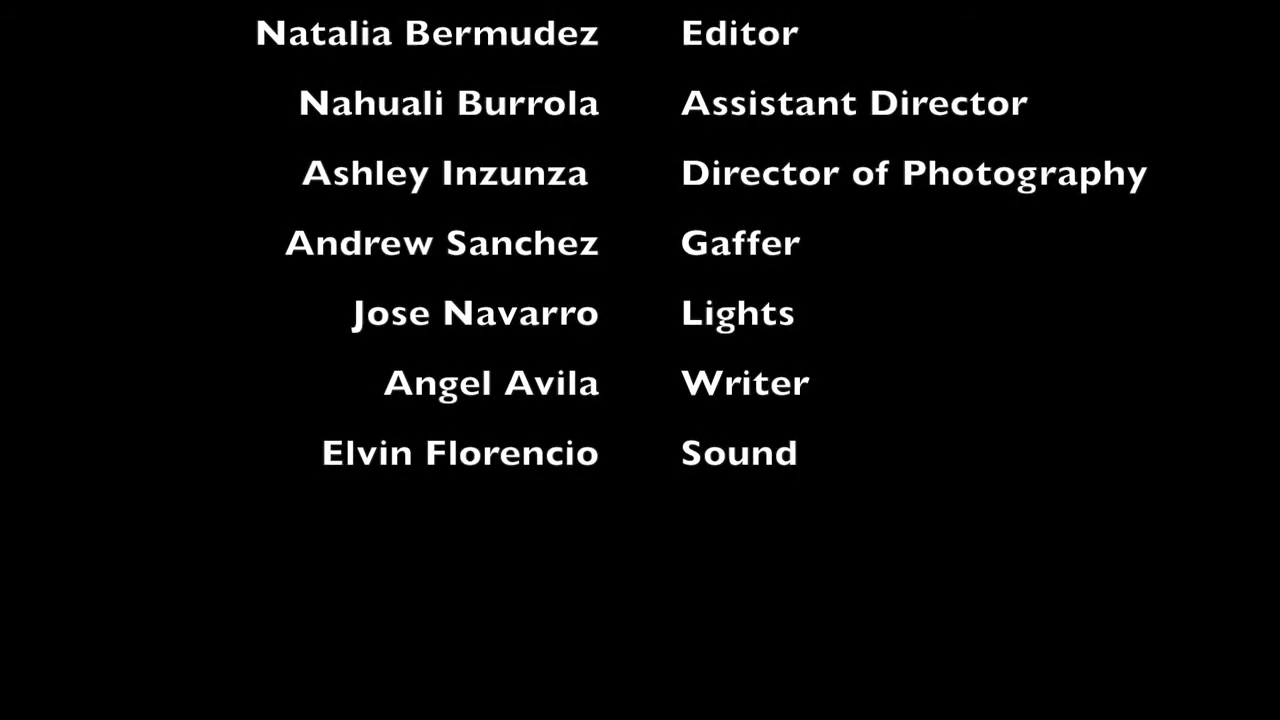 Natalia Bermudez Editor
Nahuali Burrola Assistant Director
Ashley Inzunza Director of Photography
Andrew Sanchez Gaffer
Jose Navarro Lights
Angel Avila Writer
Elvin Florencio Sound